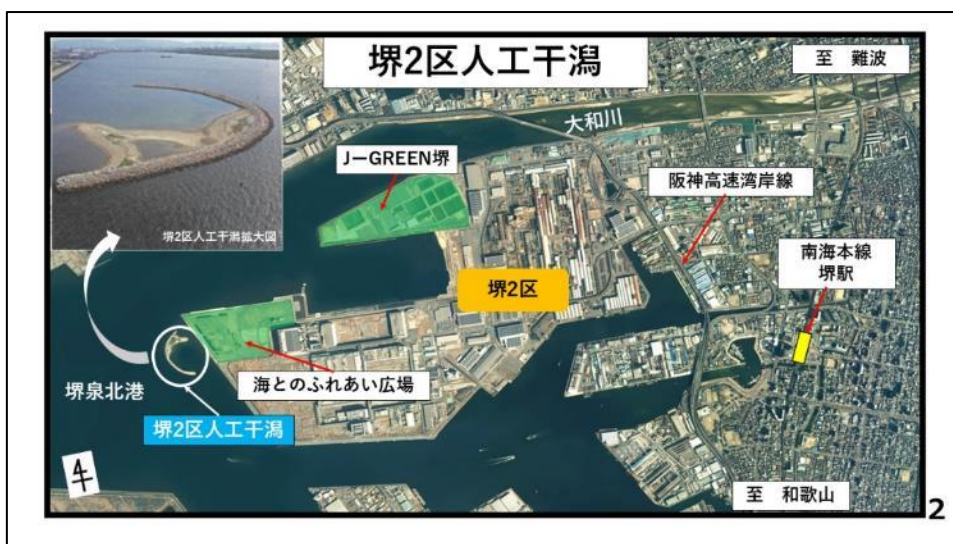 堺2区人工干潟
至 難波
大和川
JーGREEN堺
阪神高速湾岸線
堺2区人工干潟拡大図
南海本線
堺駅
堺2区
海とのふれあい広場
堺泉北港
堺2区人工干潟
至 和歌山
2